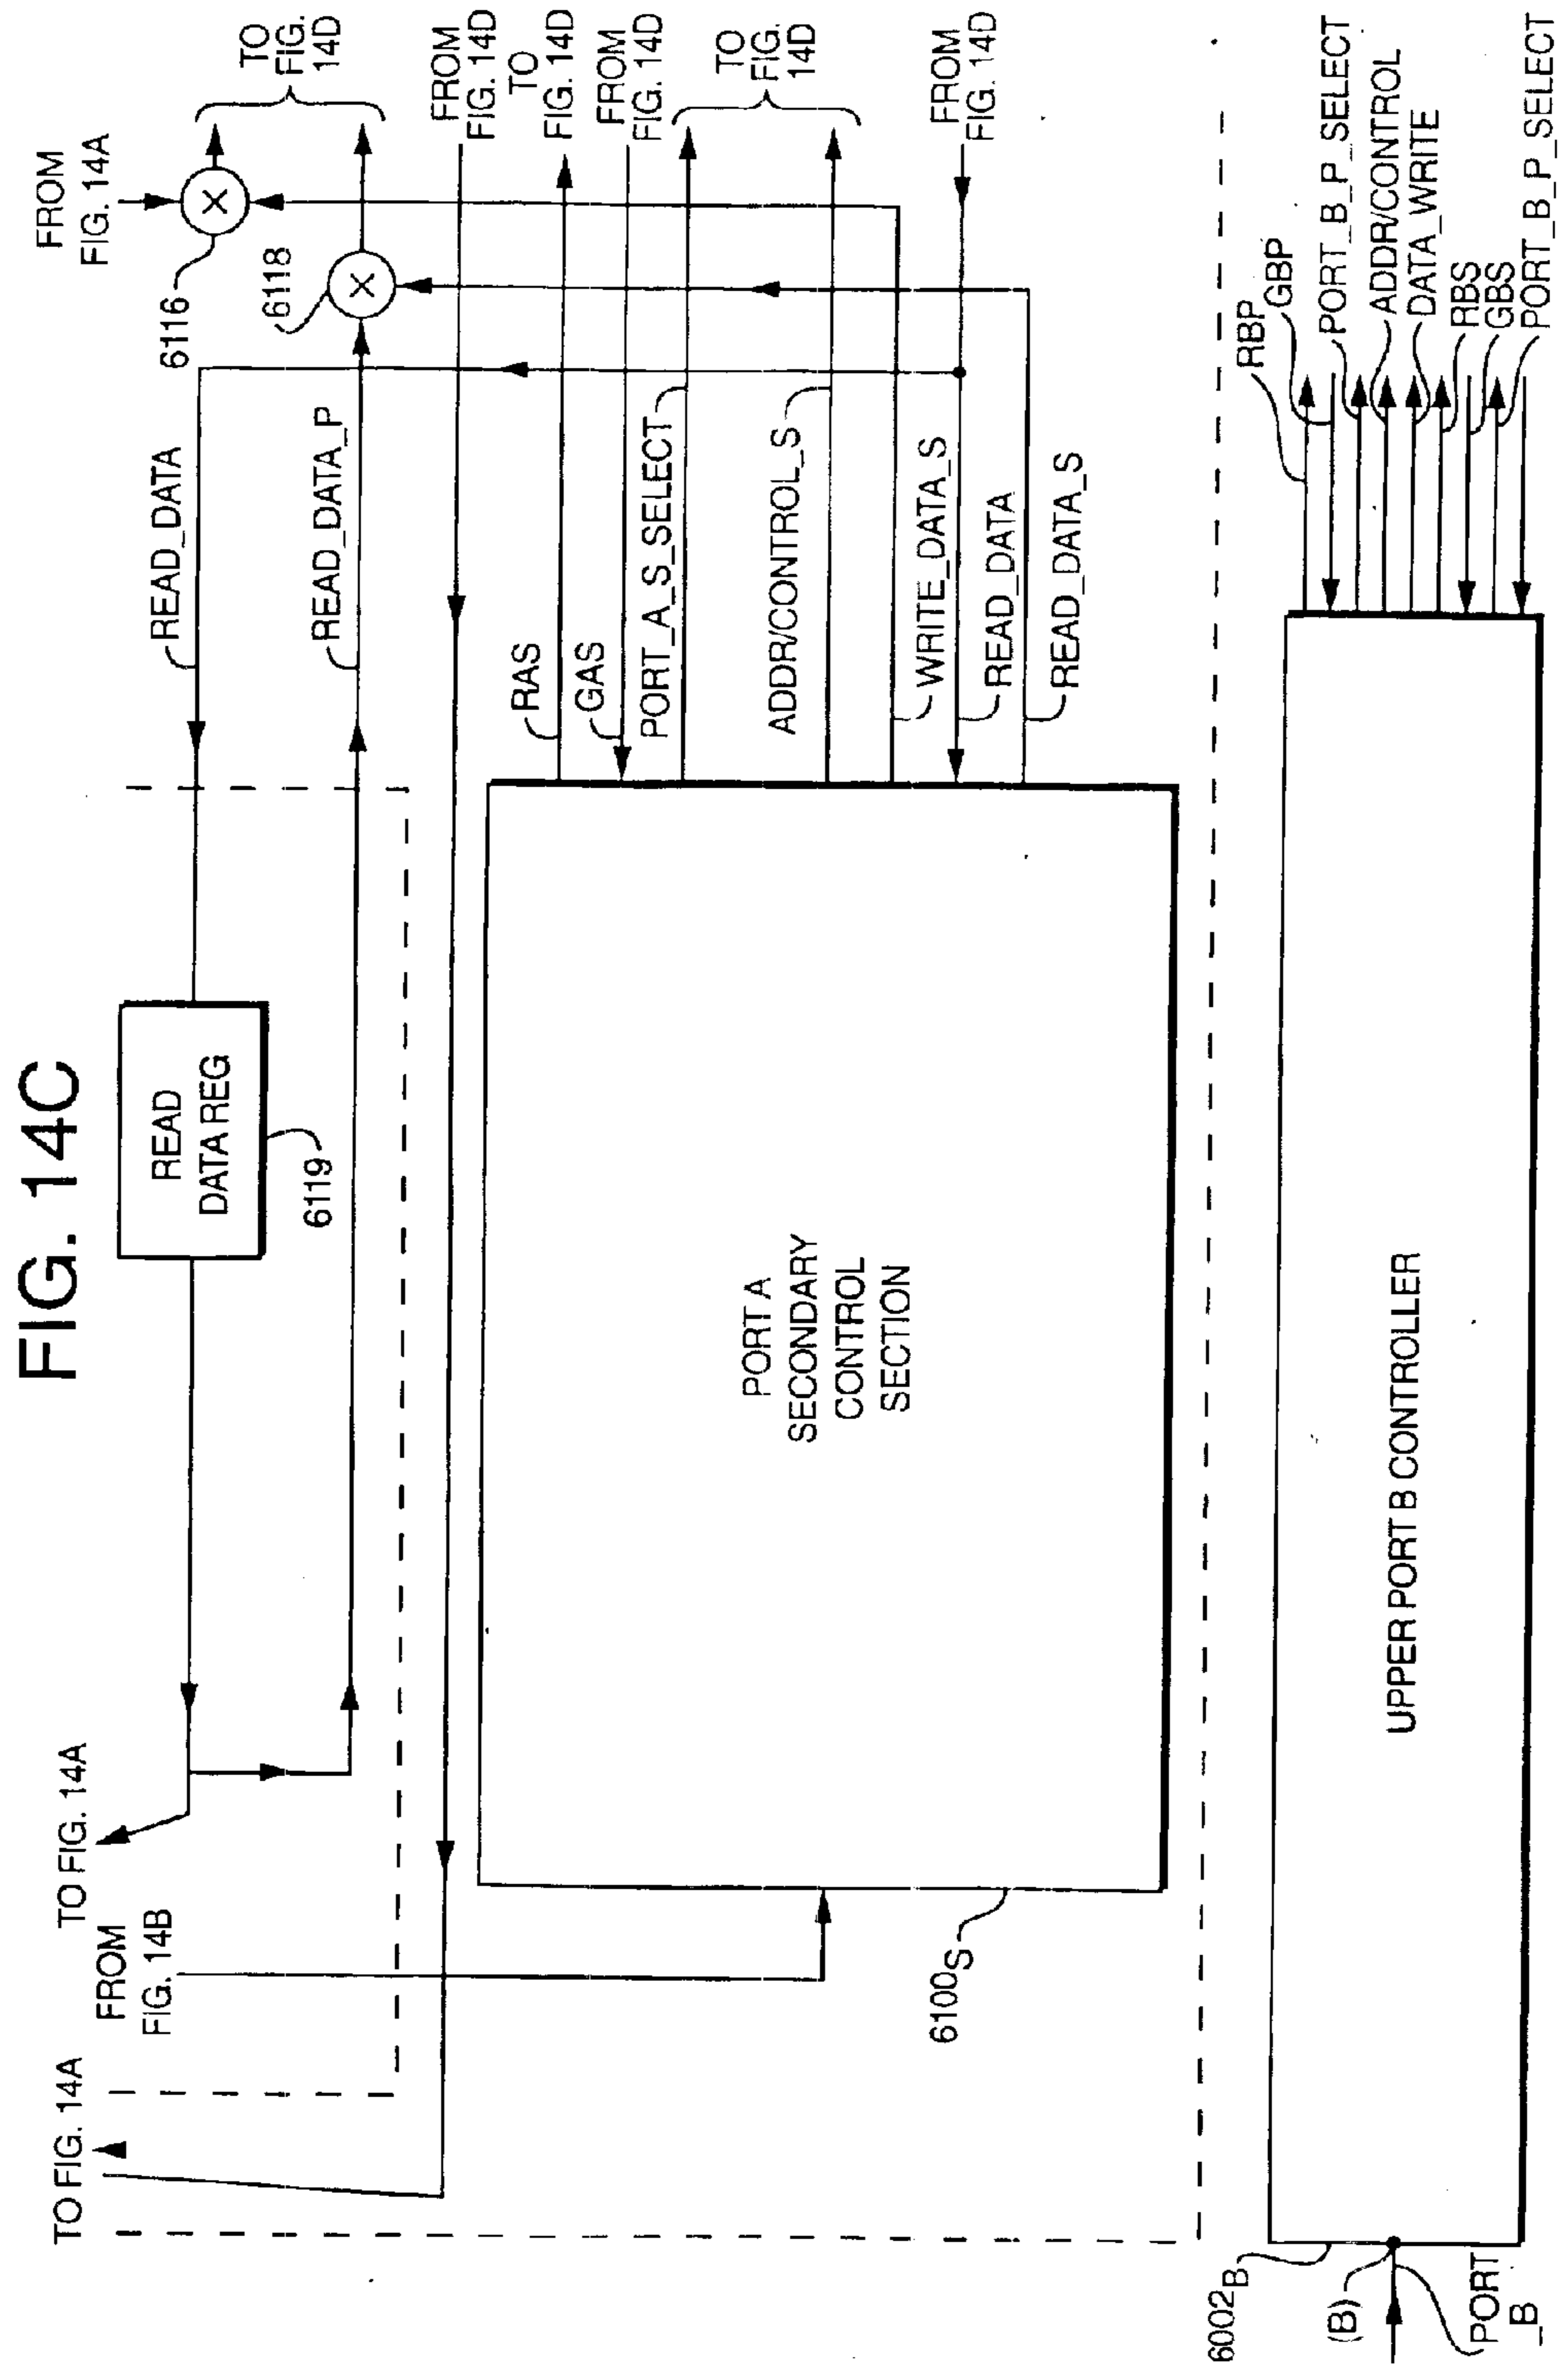 FIG. 14C
TO FIG. 14A
TO FIG. 14A
FROM
FIG. 14B
READ
DATA REG
6119
READ_DATA
READ_DATA_P
FROM
FIG. 14A
6116
6118
X
X
TO
FIG.
14D
FROM
FIG. 14D
TO
FIG. 14D
FROM
FIG. 14D
TO
FIG.
14D
FROM
FIG. 14D
RAS
GAS
PORT_A_S_SELECT
ADDR/CONTROL_S
WRITE_DATA_S
READ_DATA
READ_DATA_S
PORT A
SECONDARY
CONTROL
SECTION
6100S
6002B
(B)
PORT
_B
UPPER PORT B CONTROLLER
RBP
GBP
PORT_B_P_SELECT
ADDR/CONTROL
DATA_WRITE
RBS
GBS
PORT_B_P_SELECT